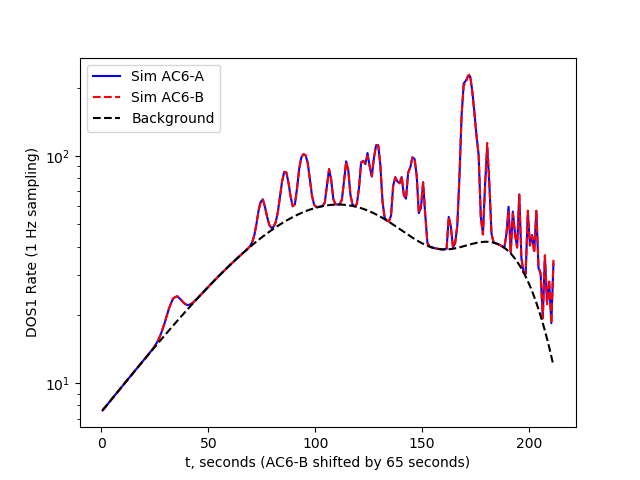 Sim AC6-A
Sim AC6-B
Background
DOS1 Rate (1 Hz sampling)
10²
10¹
0 50 100 150 200
t, seconds (AC6-B shifted by 65 seconds)